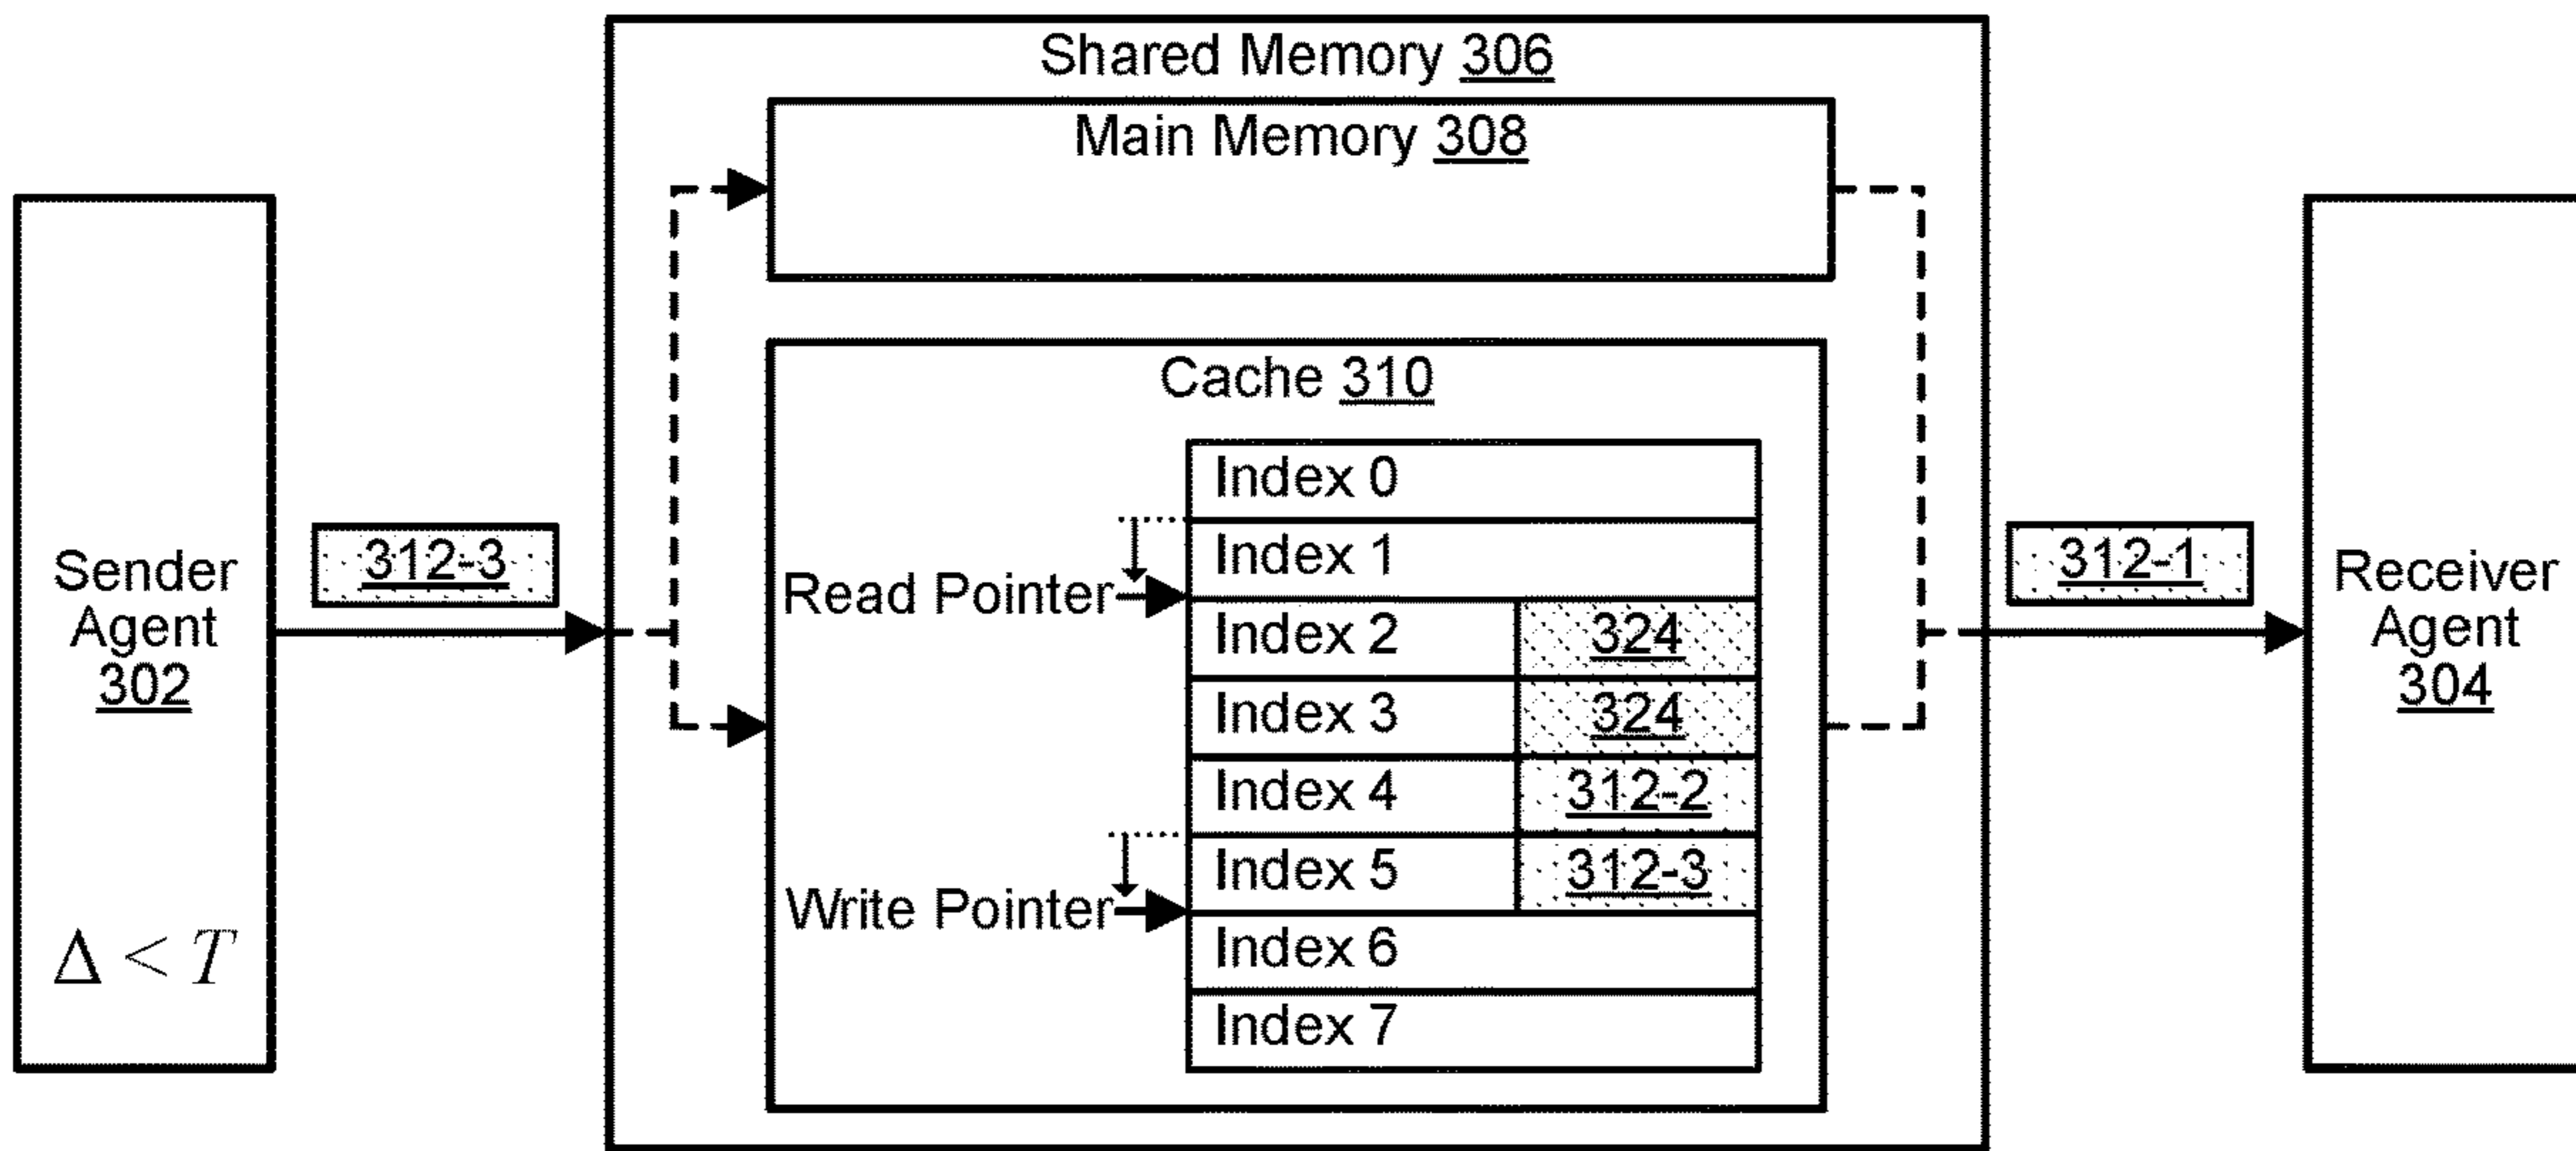 Shared Memory 306
Main Memory 308
Cache 310
Index 0
Index 1
Read Pointer
Index 2 324
Index 3 324
Index 4 312-2
Index 5 312-3
Write Pointer
Index 6
Index 7
Sender
Agent
302
Δ < T
312-3
312-1
Receiver
Agent
304